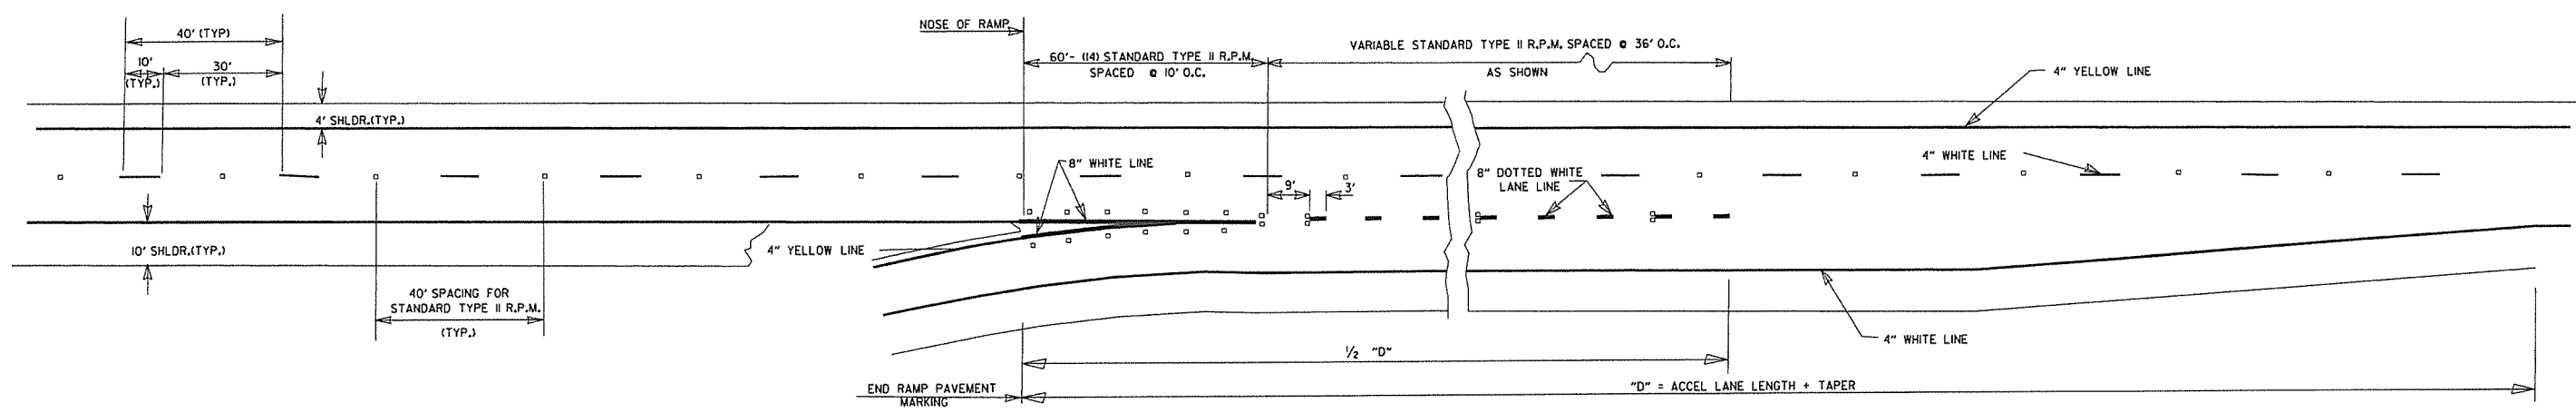 NOSE OF RAMP
40' (TYP)
10'
(TYP.)
30'
(TYP.)
60'- (14) STANDARD TYPE II R.P.M.
SPACED @ 10' O.C.
VARIABLE STANDARD TYPE II R.P.M. SPACED @ 36' O.C.
AS SHOWN
4" YELLOW LINE
4' SHLDR.(TYP.)
8" WHITE LINE
9'
3'
8" DOTTED WHITE
LANE LINE
4" WHITE LINE
10' SHLDR.(TYP.)
4" YELLOW LINE
40' SPACING FOR
STANDARD TYPE II R.P.M.
(TYP.)
4" WHITE LINE
1/2 "D"
END RAMP PAVEMENT
MARKING
"D" = ACCEL LANE LENGTH + TAPER